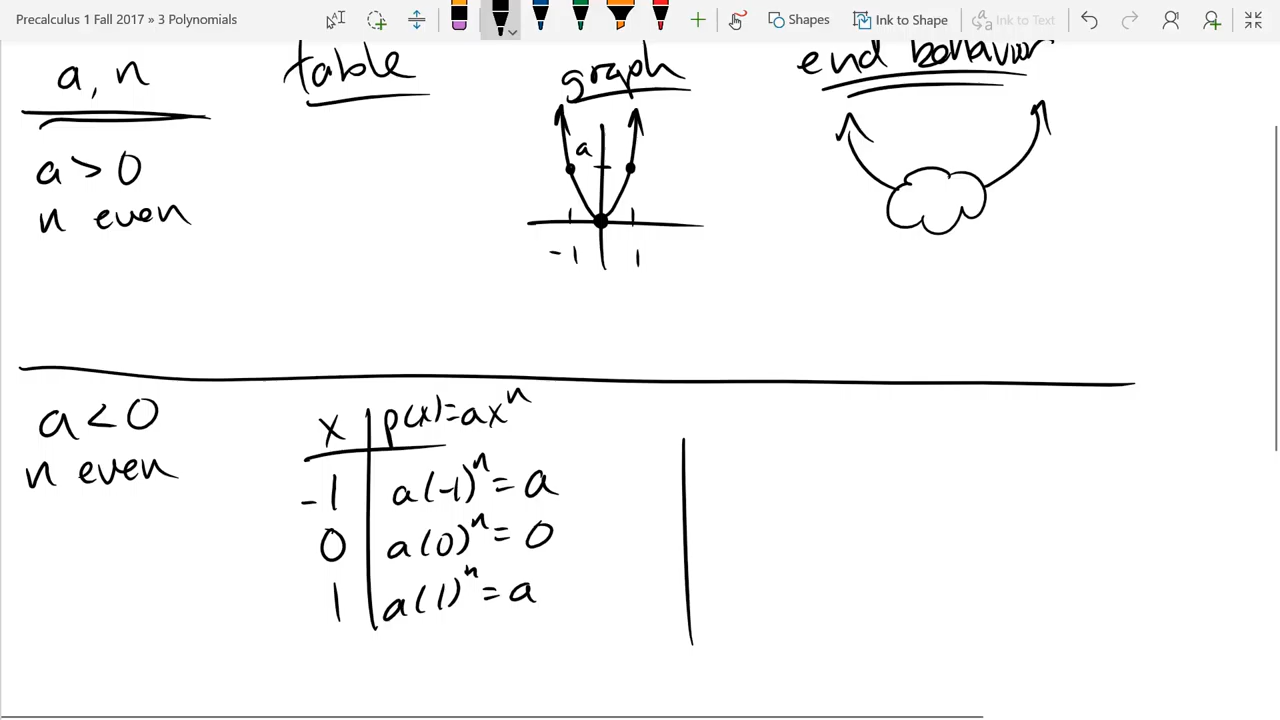 Precalculus 1 Fall 2017 » 3 Polynomials
Shapes
Ink to Shape
Ink to Text
a, n
table
graph
end behavior
a > 0
n even
a
-1
1
a < 0
n even
x p(x)=axⁿ
-1 a(-1)ⁿ = a
0 a(0)ⁿ = 0
1 a(1)ⁿ = a